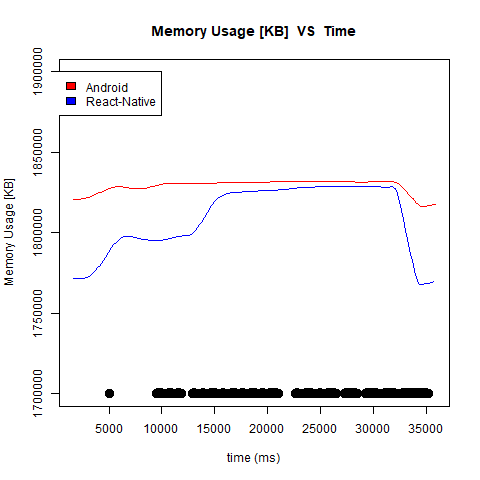 Memory Usage [KB]  VS  Time
Memory Usage [KB]
1900000
1850000
1800000
1750000
1700000
Android
React-Native
5000 10000 15000 20000 25000 30000 35000
time (ms)